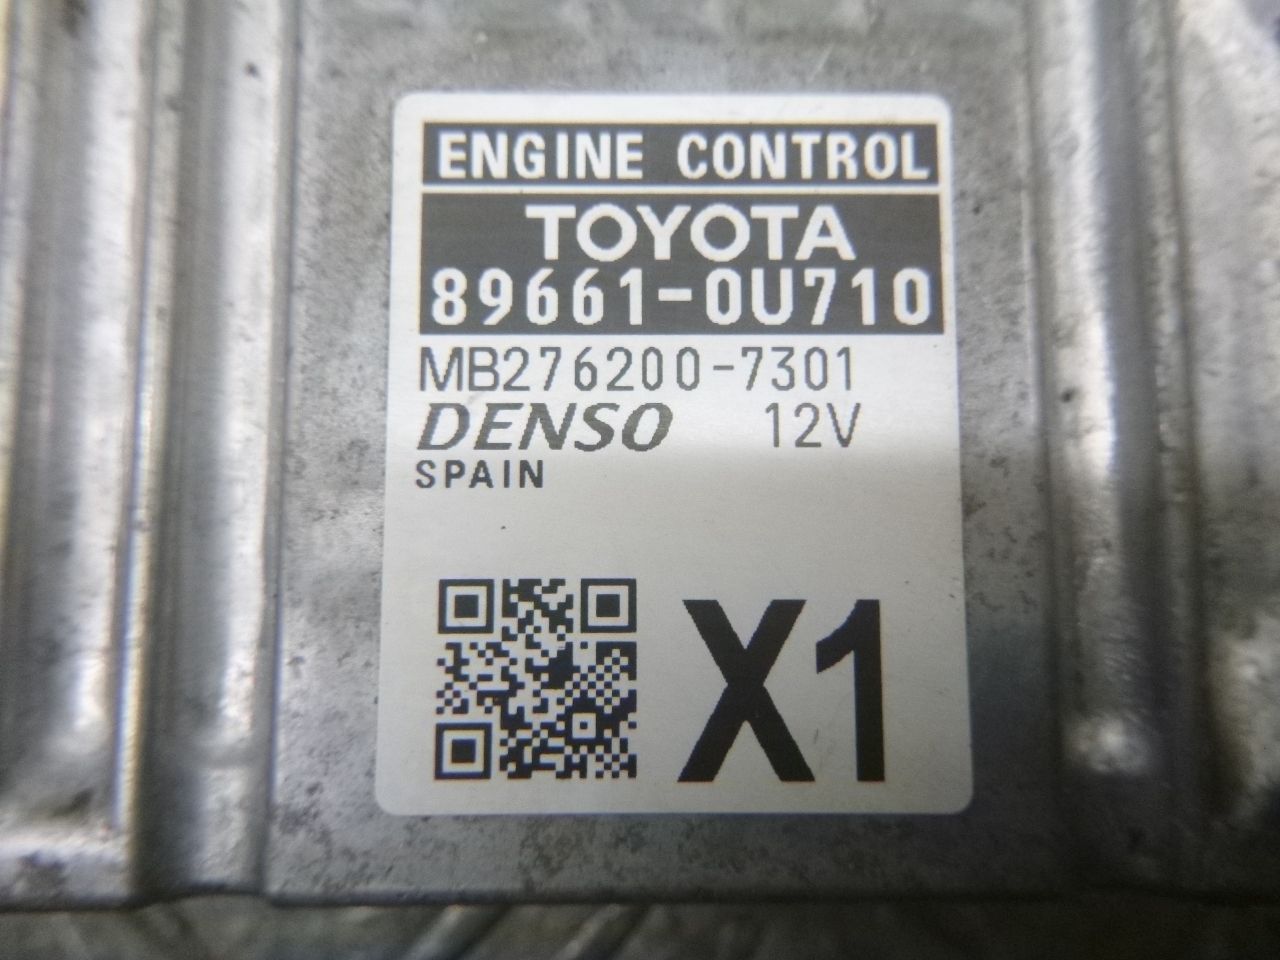 ENGINE CONTROL
TOYOTA
89661-0U710
MB276200-7301
DENSO 12V
SPAIN
X1